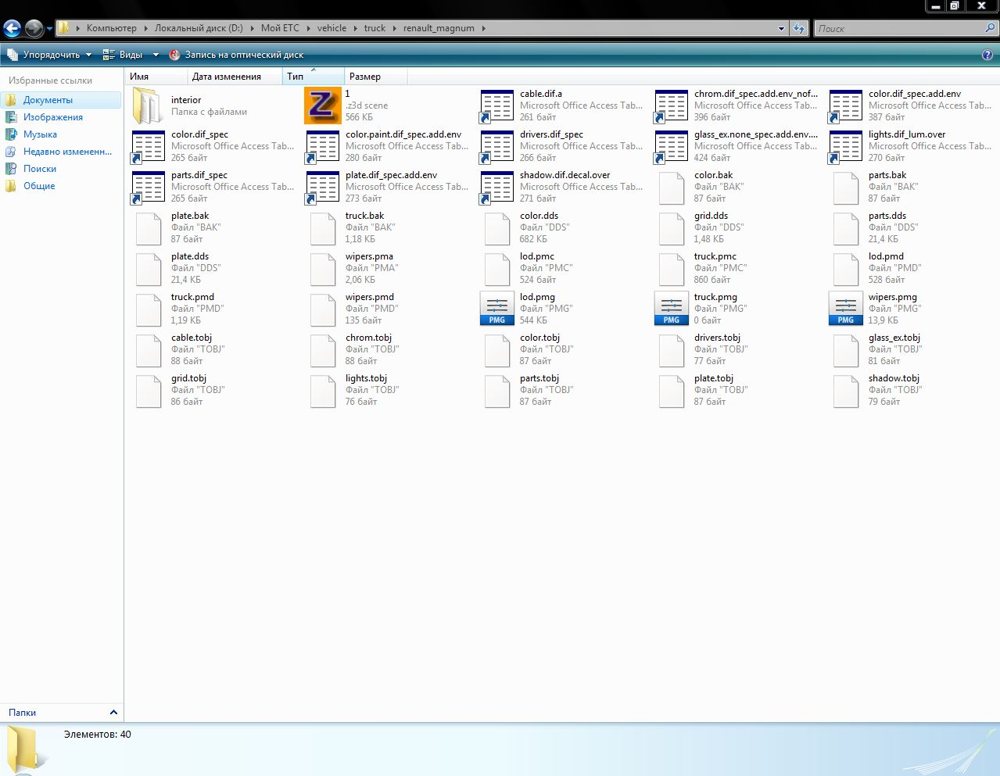 Компьютер
Локальный диск (D:)
Мой ETC
vehicle
truck
renault_magnum
Поиск
Упорядочить
Виды
Запись на оптический диск
Избранные ссылки
Документы
Изображения
Музыка
Недавно изменен...
Поиски
Общие
Папки
Имя
Дата изменения
Тип
Размер
interior
Папка с файлами
1
.z3d scene
566 КБ
cable.dif.a
Microsoft Office Access Tab...
261 байт
chrom.dif_spec.add.env_nof...
Microsoft Office Access Tab...
396 байт
color.dif_spec.add.env
Microsoft Office Access Tab...
387 байт
color.dif_spec
Microsoft Office Access Tab...
265 байт
color.paint.dif_spec.add.env
Microsoft Office Access Tab...
280 байт
drivers.dif_spec
Microsoft Office Access Tab...
266 байт
glass_ex.none_spec.add.env....
Microsoft Office Access Tab...
424 байт
lights.dif_lum.over
Microsoft Office Access Tab...
270 байт
parts.dif_spec
Microsoft Office Access Tab...
265 байт
plate.dif_spec.add.env
Microsoft Office Access Tab...
273 байт
shadow.dif.decal.over
Microsoft Office Access Tab...
271 байт
color.bak
Файл "BAK"
87 байт
parts.bak
Файл "BAK"
87 байт
plate.bak
Файл "BAK"
87 байт
truck.bak
Файл "BAK"
1,18 КБ
color.dds
Файл "DDS"
682 КБ
grid.dds
Файл "DDS"
1,48 КБ
parts.dds
Файл "DDS"
21,4 КБ
plate.dds
Файл "DDS"
21,4 КБ
wipers.pma
Файл "PMA"
2,06 КБ
lod.pmc
Файл "PMC"
524 байт
truck.pmc
Файл "PMC"
860 байт
lod.pmd
Файл "PMD"
528 байт
truck.pmd
Файл "PMD"
1,19 КБ
wipers.pmd
Файл "PMD"
135 байт
PMG
lod.pmg
Файл "PMG"
544 КБ
PMG
truck.pmg
Файл "PMG"
0 байт
PMG
wipers.pmg
Файл "PMG"
13,9 КБ
cable.tobj
Файл "TOBJ"
88 байт
chrom.tobj
Файл "TOBJ"
88 байт
color.tobj
Файл "TOBJ"
87 байт
drivers.tobj
Файл "TOBJ"
77 байт
glass_ex.tobj
Файл "TOBJ"
81 байт
grid.tobj
Файл "TOBJ"
86 байт
lights.tobj
Файл "TOBJ"
76 байт
parts.tobj
Файл "TOBJ"
87 байт
plate.tobj
Файл "TOBJ"
87 байт
shadow.tobj
Файл "TOBJ"
79 байт
Элементов: 40